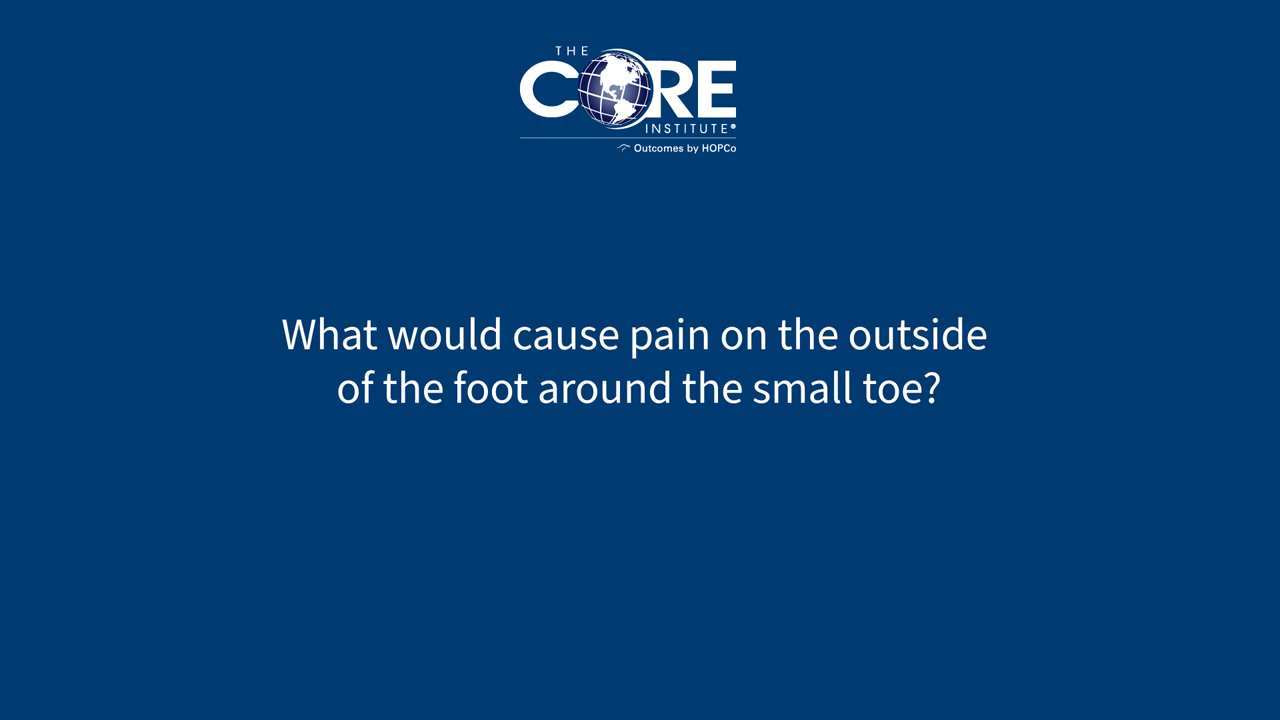 THE
CORE
INSTITUTE®
Outcomes by HOPCo
What would cause pain on the outside
of the foot around the small toe?